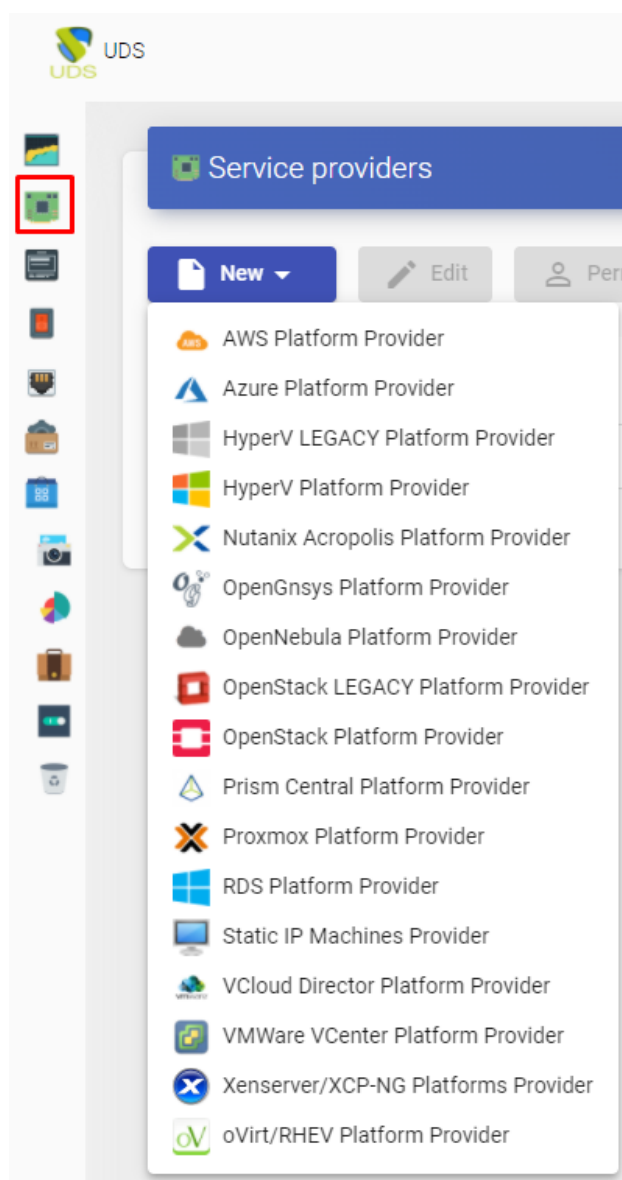 UDS
UDS
Service providers
New
Edit
Per
AWS
AWS Platform Provider
Azure Platform Provider
HyperV LEGACY Platform Provider
HyperV Platform Provider
Nutanix Acropolis Platform Provider
OpenGnsys Platform Provider
OpenNebula Platform Provider
OpenStack LEGACY Platform Provider
OpenStack Platform Provider
Prism Central Platform Provider
Proxmox Platform Provider
RDS Platform Provider
Static IP Machines Provider
VCloud Director Platform Provider
VMWare VCenter Platform Provider
Xenserver/XCP-NG Platforms Provider
oV
oVirt/RHEV Platform Provider